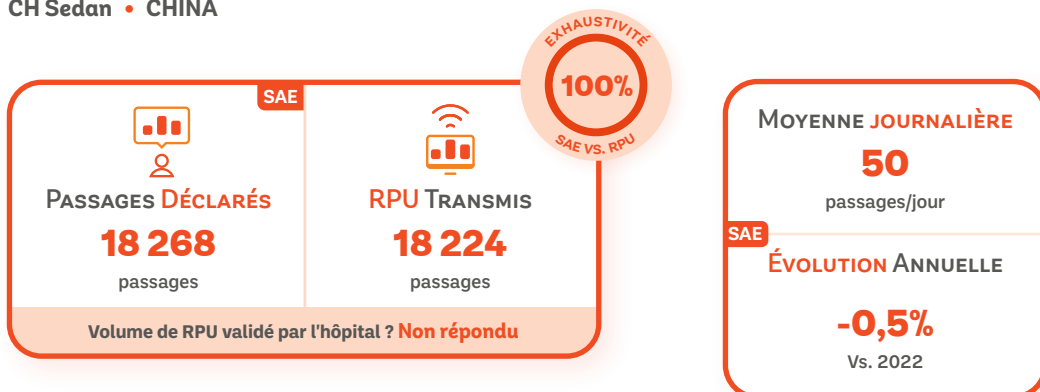 CH Sedan • CHINA
EXHAUSTIVITÉ
100%
SAE VS. RPU
SAE
PASSAGES DÉCLARÉS
18 268
passages
RPU TRANSMIS
18 224
passages
Volume de RPU validé par l'hôpital ? Non répondu
MOYENNE JOURNALIÈRE
50
passages/jour
SAE
ÉVOLUTION ANNUELLE
-0,5%
Vs. 2022